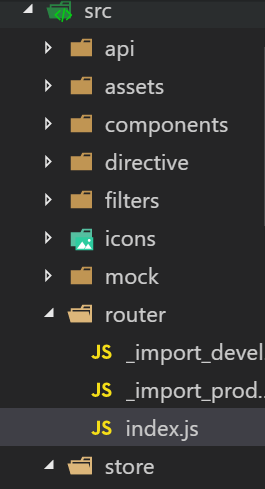 src
api
assets
components
directive
filters
icons
mock
router
JS _import_devel
JS _import_prod...
JS index.js
store